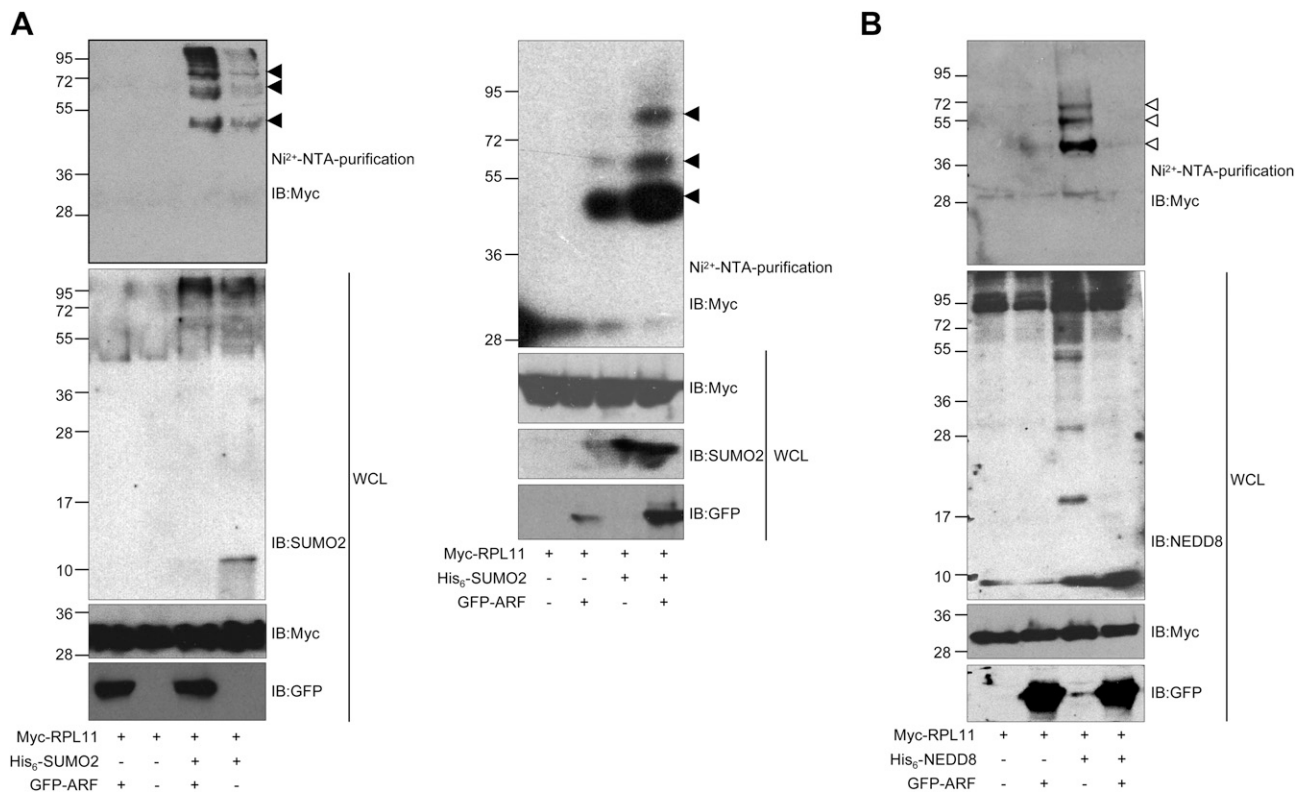 A
95
72
55
36
28
Ni²⁺-NTA-purification
IB:Myc
95
72
55
36
28
17
10
IB:SUMO2
WCL
36
28
IB:Myc
IB:GFP
Myc-RPL11 + + + +
His₆-SUMO2 - - + +
GFP-ARF + - + -
95
72
55
36
28
Ni²⁺-NTA-purification
IB:Myc
IB:Myc
IB:SUMO2
WCL
IB:GFP
Myc-RPL11 + + + +
His₆-SUMO2 - - + +
GFP-ARF - + - +
B
95
72
55
36
28
Ni²⁺-NTA-purification
IB:Myc
95
72
55
36
28
17
10
WCL
IB:NEDD8
36
28
IB:Myc
IB:GFP
Myc-RPL11 + + + +
His₆-NEDD8 - - + +
GFP-ARF - + - +